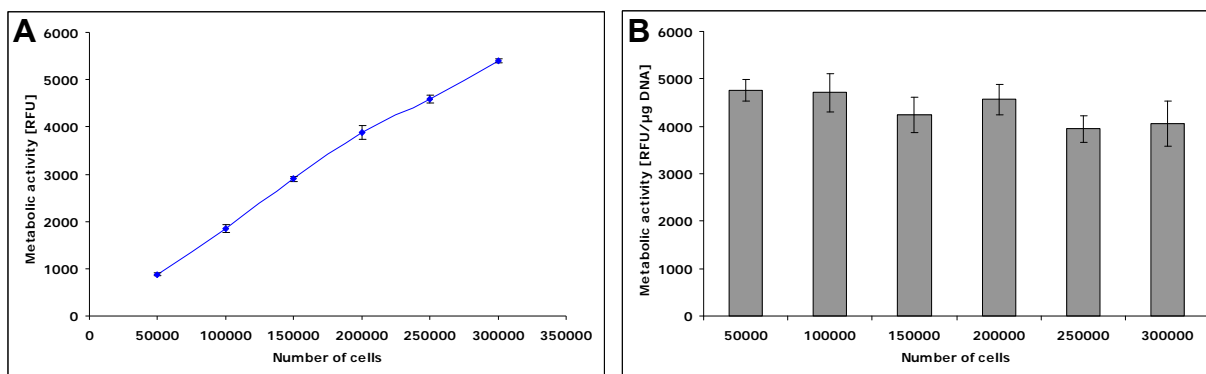 A
Metabolic activity [RFU]
6000
5000
4000
3000
2000
1000
0
0 50000 100000 150000 200000 250000 300000 350000
Number of cells
B
Metabolic activity [RFU/µg DNA]
6000
5000
4000
3000
2000
1000
0
50000 100000 150000 200000 250000 300000
Number of cells